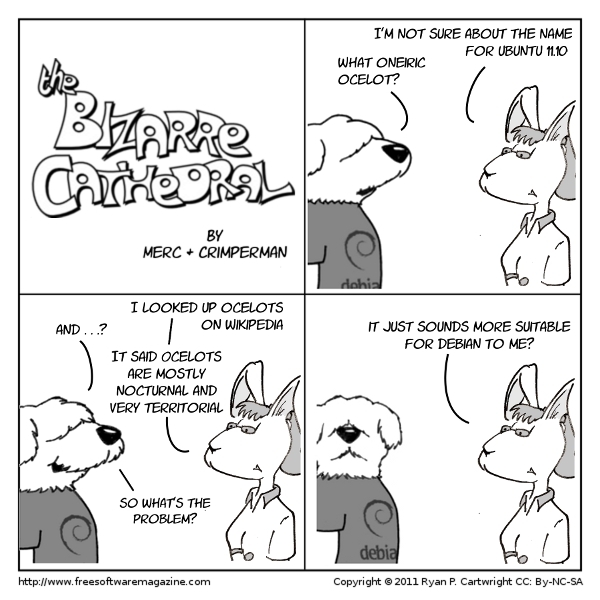 the
BIZARRE
CATHEDRAL
BY
MERC + CRIMPERMAN
I'M NOT SURE ABOUT THE NAME
FOR UBUNTU 11.10
WHAT ONEIRIC
OCELOT?
debia
I LOOKED UP OCELOTS
ON WIKIPEDIA
AND . . .?
IT SAID OCELOTS
ARE MOSTLY
NOCTURNAL AND
VERY TERRITORIAL
SO WHAT'S THE
PROBLEM?
IT JUST SOUNDS MORE SUITABLE
FOR DEBIAN TO ME?
debia
http://www.freesoftwaremagazine.com
Copyright © 2011 Ryan P. Cartwright CC: By-NC-SA